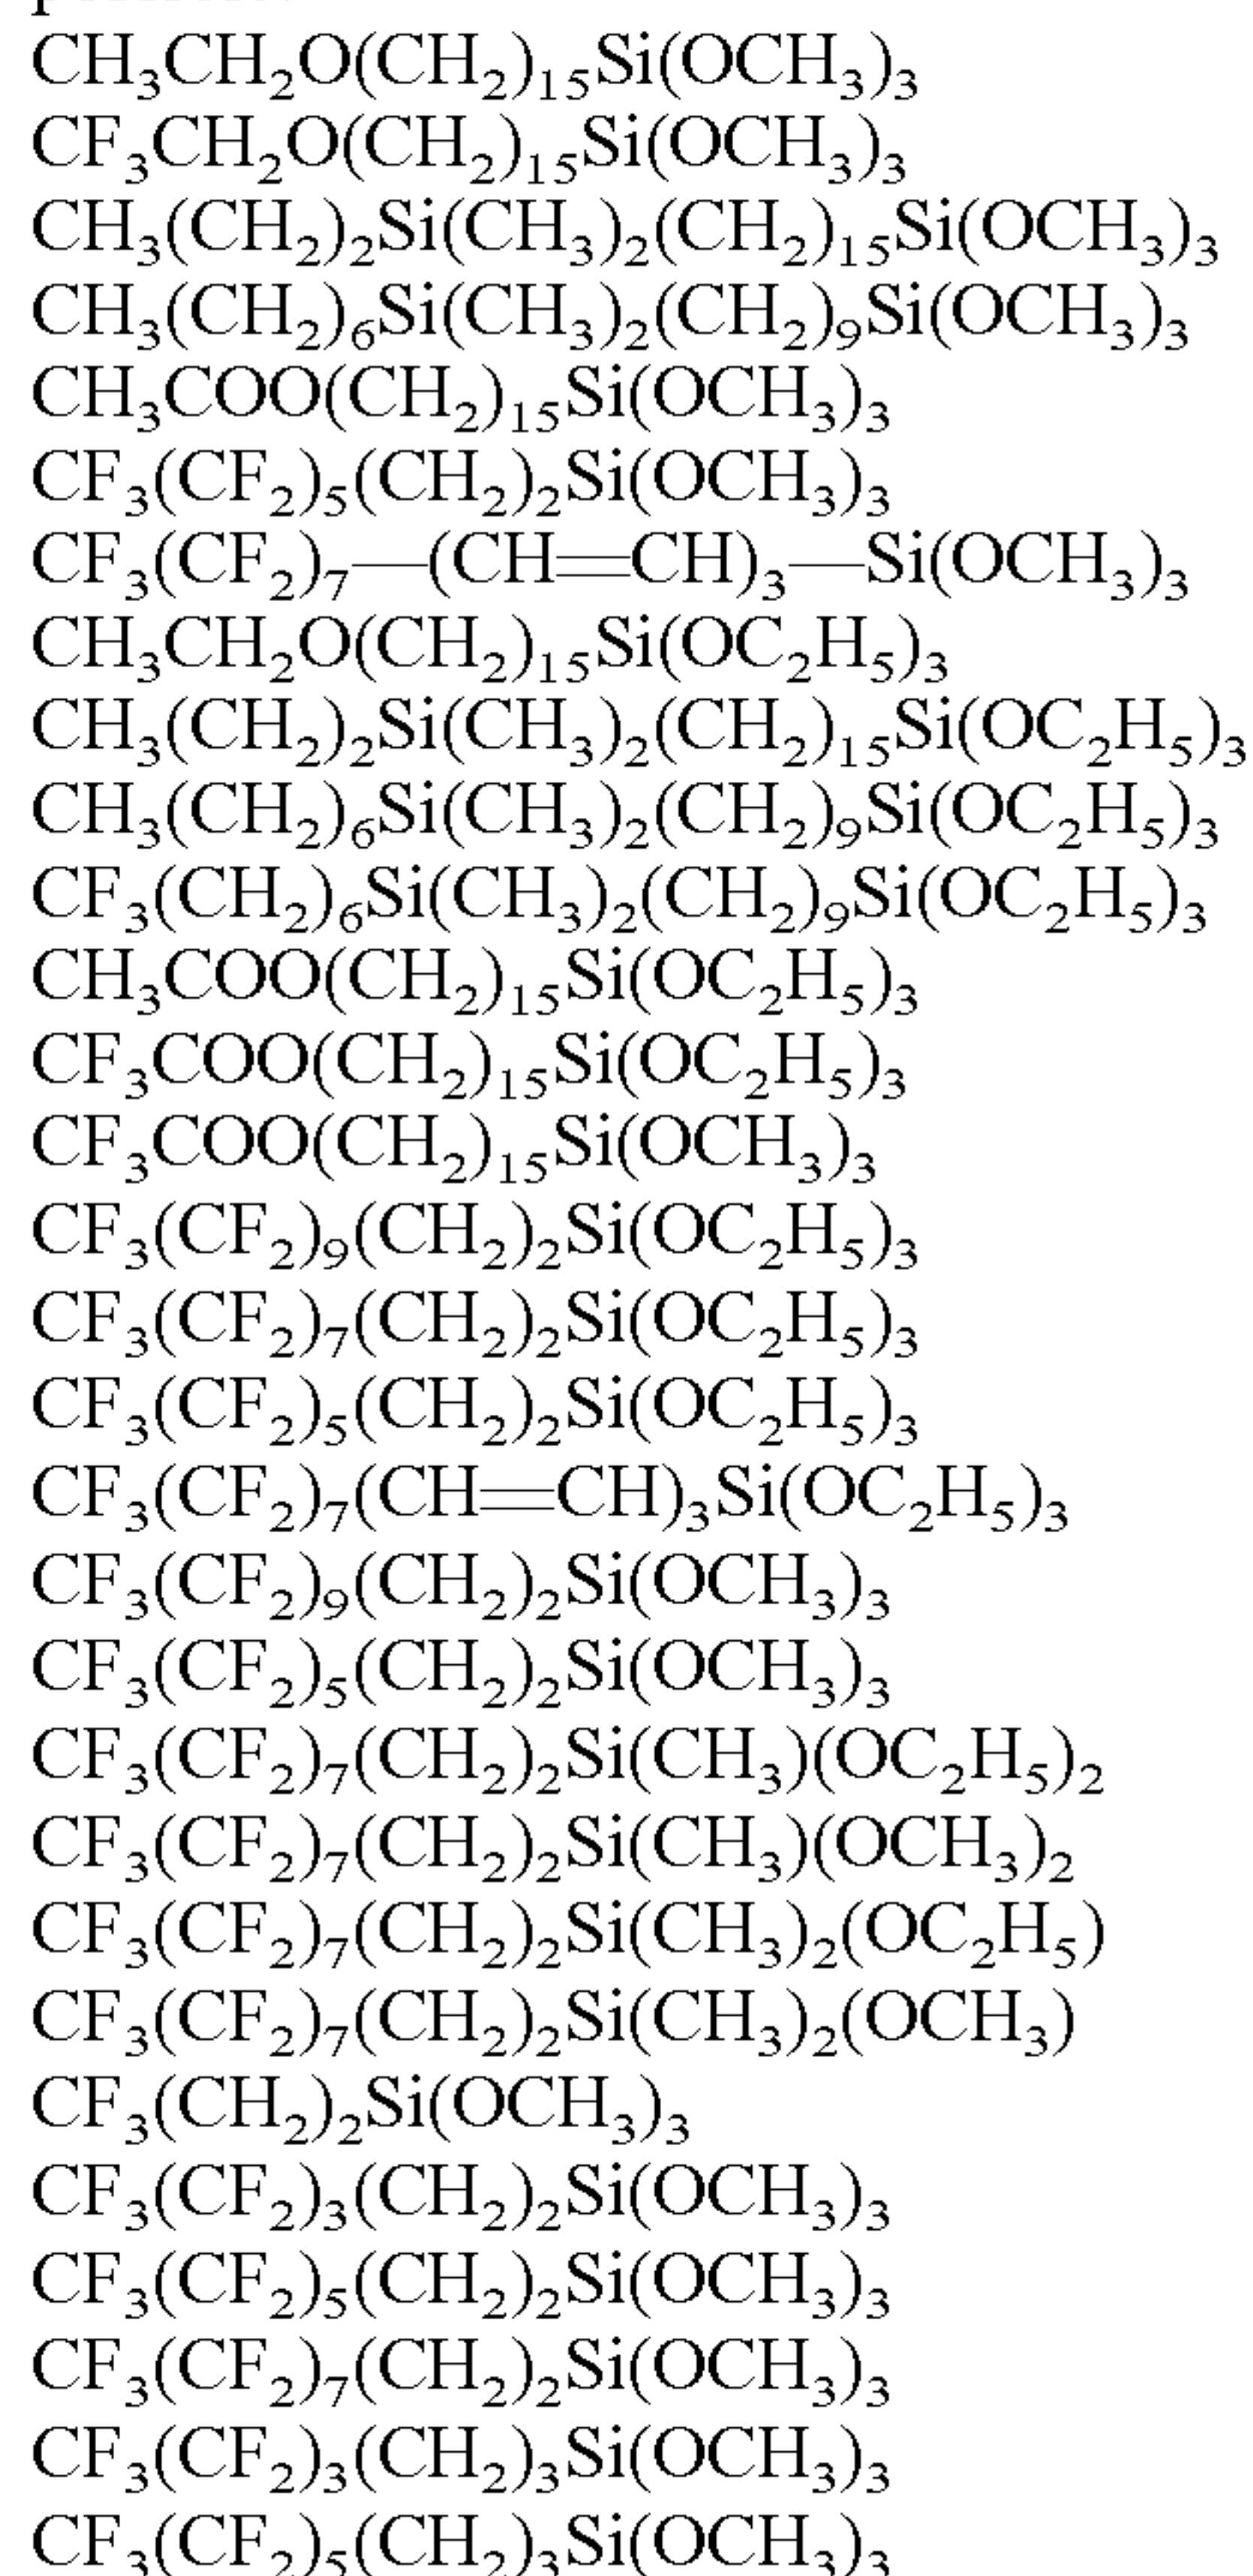 CH₃CH₂O(CH₂)₁₅Si(OCH₃)₃
CF₃CH₂O(CH₂)₁₅Si(OCH₃)₃
CH₃(CH₂)₂Si(CH₃)₂(CH₂)₁₅Si(OCH₃)₃
CH₃(CH₂)₆Si(CH₃)₂(CH₂)₉Si(OCH₃)₃
CH₃COO(CH₂)₁₅Si(OCH₃)₃
CF₃(CF₂)₅(CH₂)₂Si(OCH₃)₃
CF₃(CF₂)₇—(CH=CH)₃—Si(OCH₃)₃
CH₃CH₂O(CH₂)₁₅Si(OC₂H₅)₃
CH₃(CH₂)₂Si(CH₃)₂(CH₂)₁₅Si(OC₂H₅)₃
CH₃(CH₂)₆Si(CH₃)₂(CH₂)₉Si(OC₂H₅)₃
CF₃(CH₂)₆Si(CH₃)₂(CH₂)₉Si(OC₂H₅)₃
CH₃COO(CH₂)₁₅Si(OC₂H₅)₃
CF₃COO(CH₂)₁₅Si(OC₂H₅)₃
CF₃COO(CH₂)₁₅Si(OCH₃)₃
CF₃(CF₂)₉(CH₂)₂Si(OC₂H₅)₃
CF₃(CF₂)₇(CH₂)₂Si(OC₂H₅)₃
CF₃(CF₂)₅(CH₂)₂Si(OC₂H₅)₃
CF₃(CF₂)₇(CH=CH)₃Si(OC₂H₅)₃
CF₃(CF₂)₉(CH₂)₂Si(OCH₃)₃
CF₃(CF₂)₅(CH₂)₂Si(OCH₃)₃
CF₃(CF₂)₇(CH₂)₂Si(CH₃)(OC₂H₅)₂
CF₃(CF₂)₇(CH₂)₂Si(CH₃)(OCH₃)₂
CF₃(CF₂)₇(CH₂)₂Si(CH₃)₂(OC₂H₅)
CF₃(CF₂)₇(CH₂)₂Si(CH₃)₂(OCH₃)
CF₃(CH₂)₂Si(OCH₃)₃
CF₃(CF₂)₃(CH₂)₂Si(OCH₃)₃
CF₃(CF₂)₅(CH₂)₂Si(OCH₃)₃
CF₃(CF₂)₇(CH₂)₂Si(OCH₃)₃
CF₃(CF₂)₃(CH₂)₃Si(OCH₃)₃
CF₃(CF₂)₅(CH₂)₃Si(OCH₃)₃